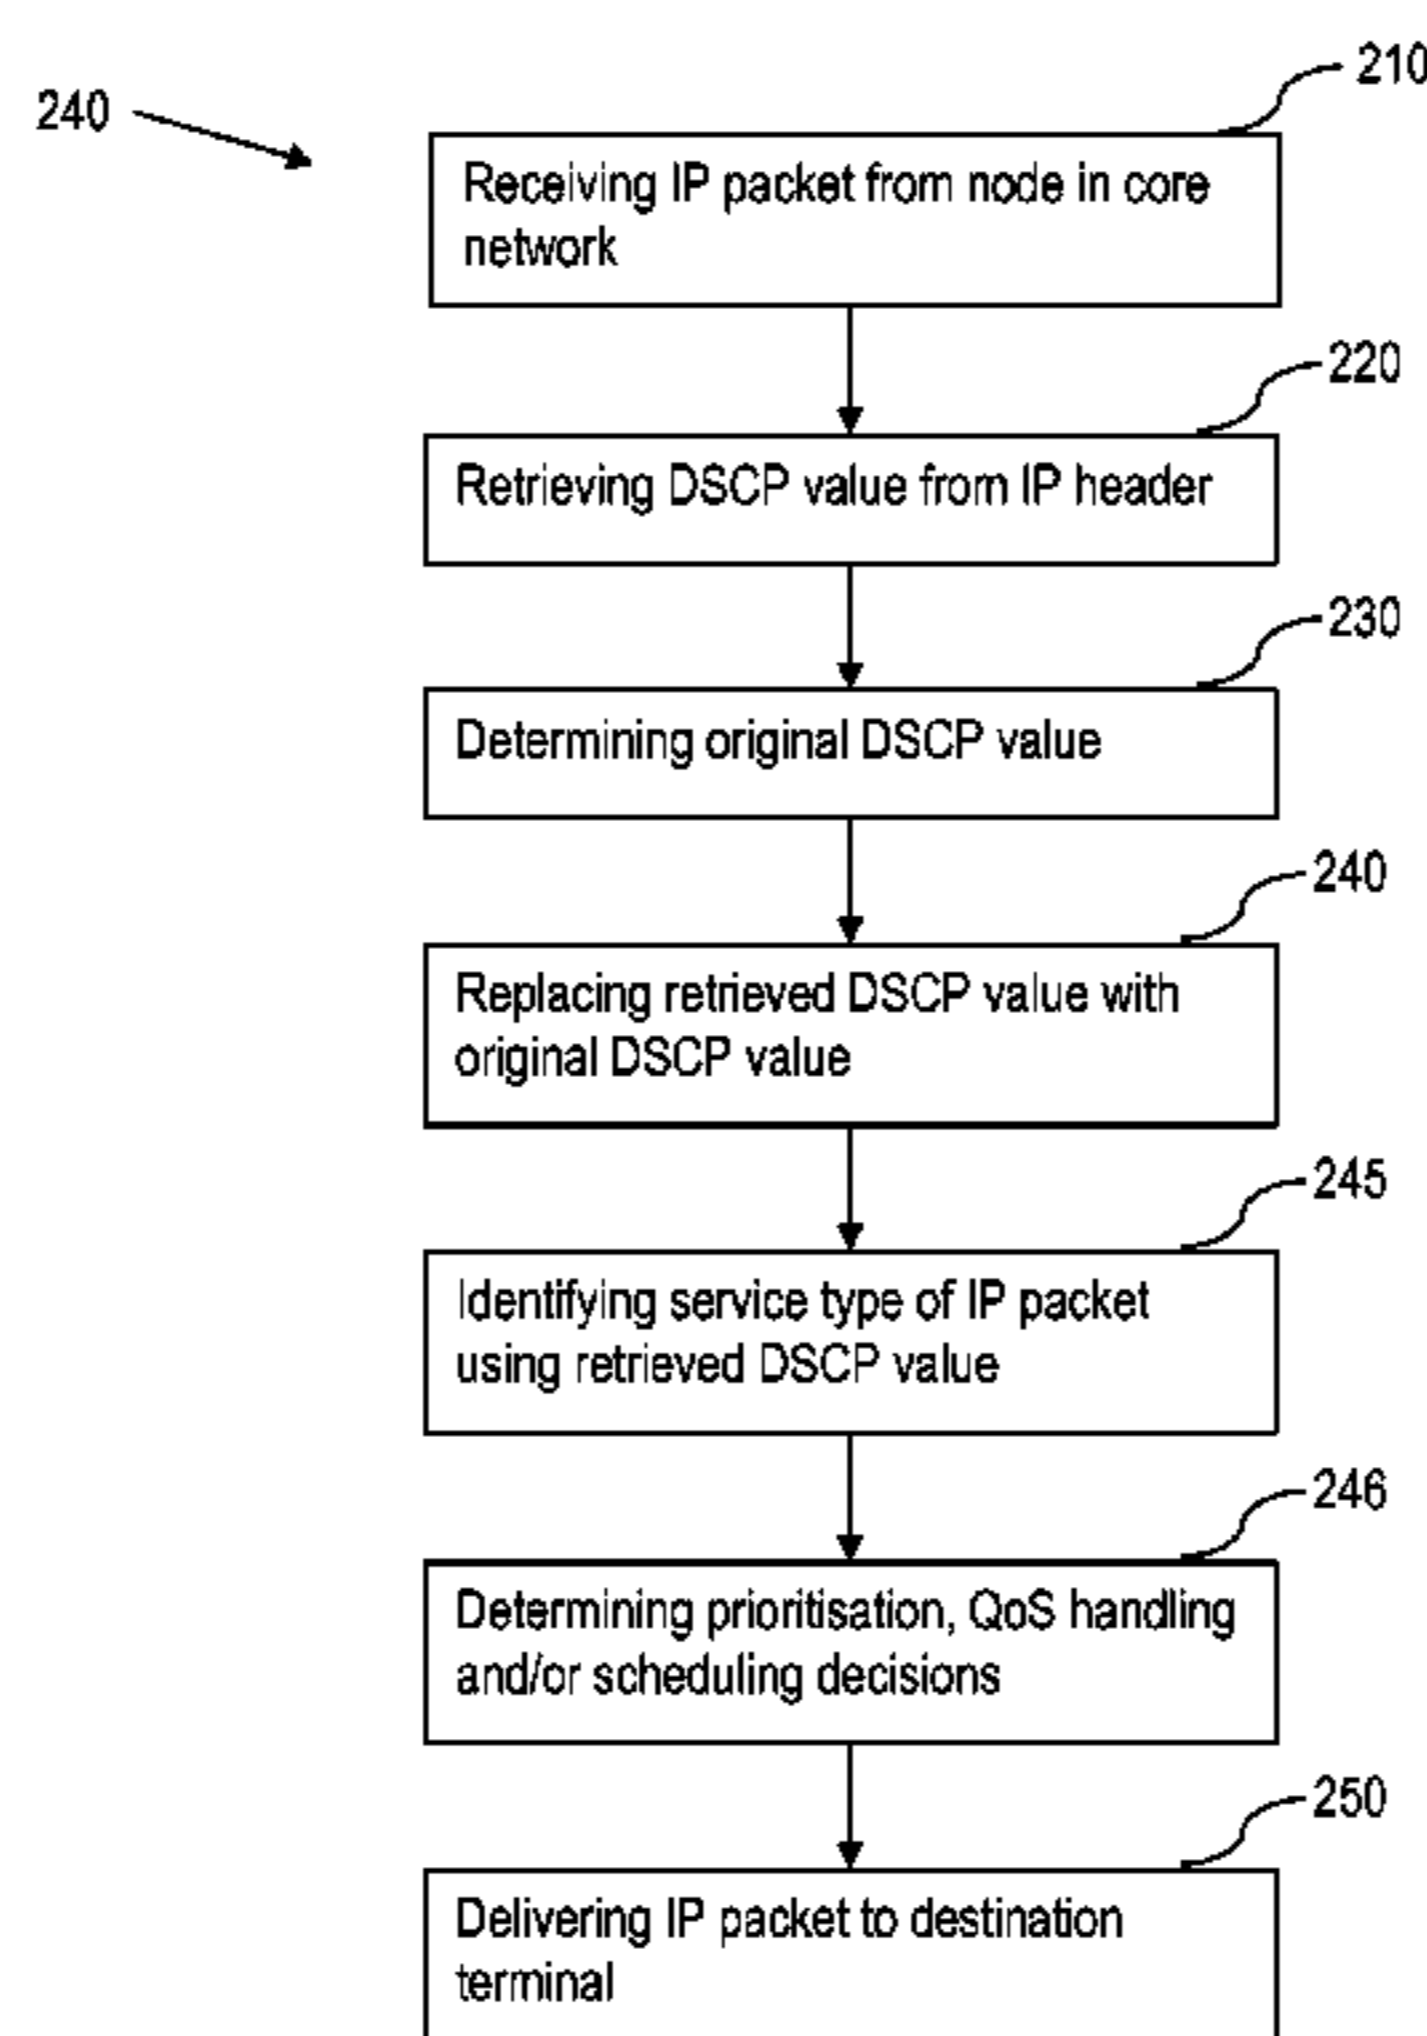 210
240
Receiving IP packet from node in core
network
220
Retrieving DSCP value from IP header
230
Determining original DSCP value
240
Replacing retrieved DSCP value with
original DSCP value
245
Identifying service type of IP packet
using retrieved DSCP value
246
Determining prioritisation, QoS handling
and/or scheduling decisions
250
Delivering IP packet to destination
terminal